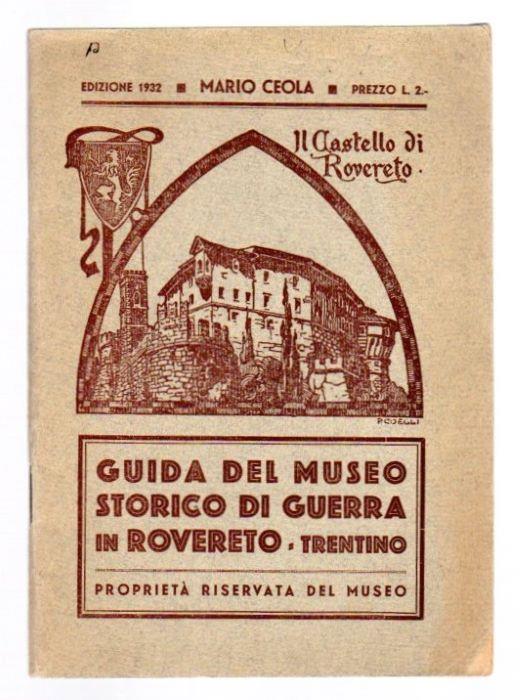 EDIZIONE 1932 ■ MARIO CEOLA ■ PREZZO L. 2.-
Il Castello di
Rovereto.
GUIDA DEL MUSEO
STORICO DI GUERRA
IN ROVERETO - TRENTINO
PROPRIETÀ RISERVATA DEL MUSEO